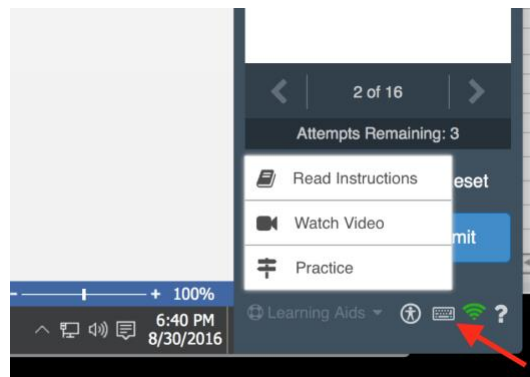 2 of 16
Attempts Remaining: 3
Read Instructions
eset
Watch Video
mit
Practice
100%
Learning Aids
?
6:40 PM
8/30/2016